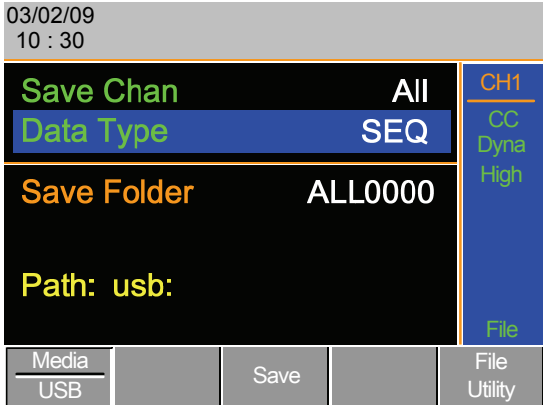 03/02/09
10 : 30
Save Chan All
Data Type SEQ
Save Folder ALL0000
Path: usb:
CH1
CC
Dyna
High
File
Media
USB
Save
File
Utility